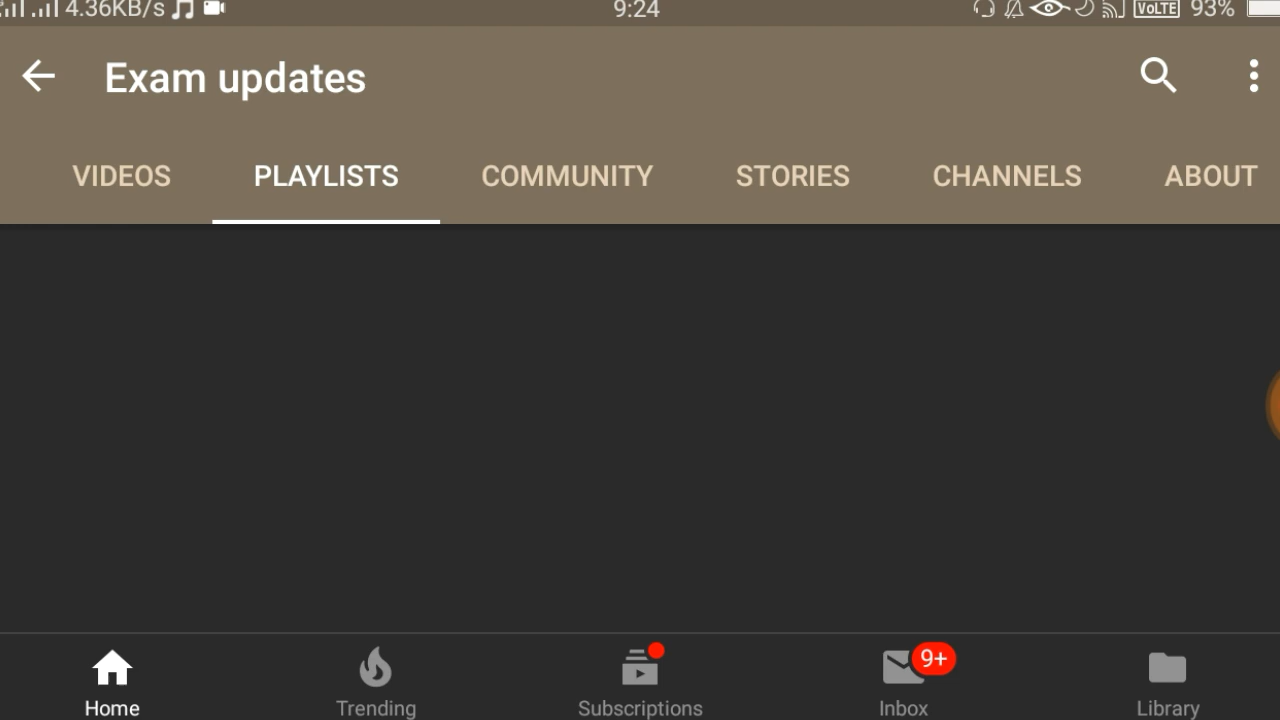 4.36KB/s 9:24 VoLTE 93%
Exam updates
VIDEOS PLAYLISTS COMMUNITY STORIES CHANNELS ABOUT
9+
Home Trending Subscriptions Inbox Library